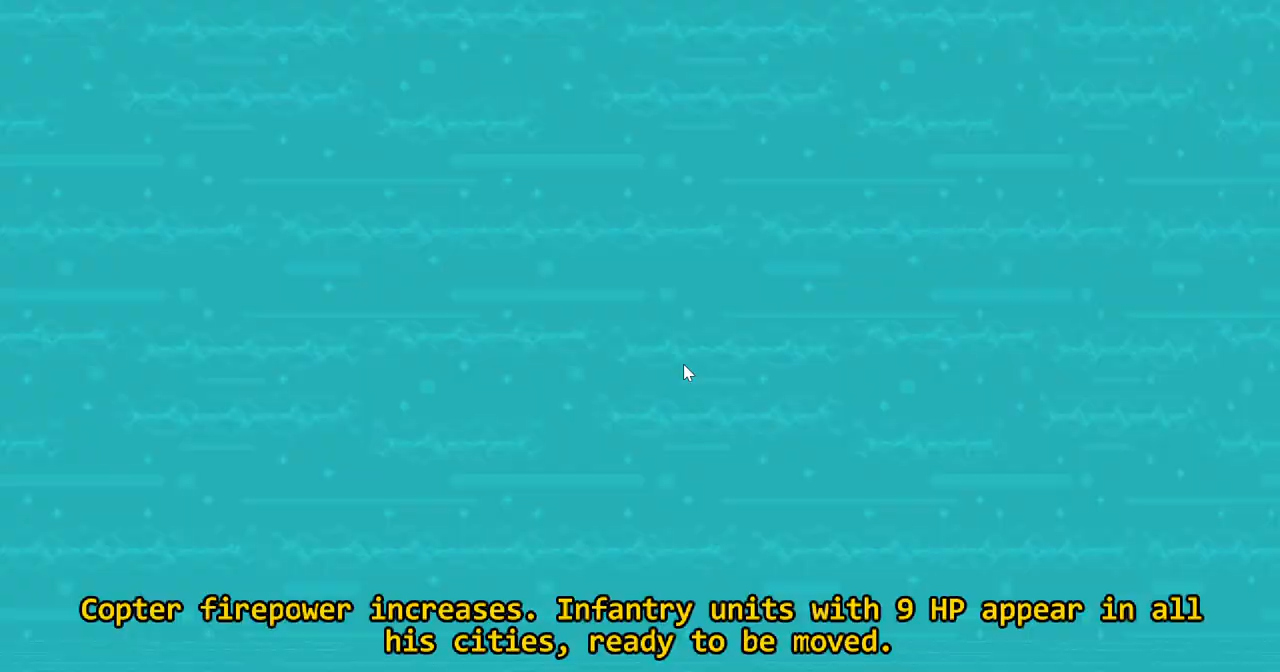 Copter firepower increases. Infantry units with 9 HP appear in all
his cities, ready to be moved.